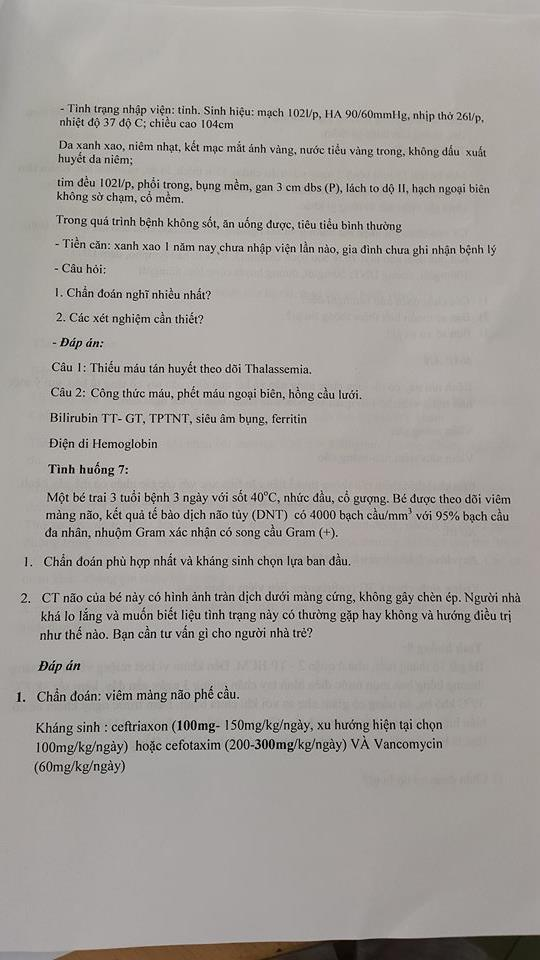 - Tình trạng nhập viện: tỉnh. Sinh hiệu: mạch 102l/p, HA 90/60mmHg, nhịp thở 26l/p,
nhiệt độ 37 độ C; chiều cao 104cm
Da xanh xao, niêm nhạt, kết mạc mắt ánh vàng, nước tiểu vàng trong, không dấu xuất
huyết da niêm;
tim đều 102l/p, phổi trong, bụng mềm, gan 3 cm dbs (P), lách to độ II, hạch ngoại biên
không sờ chạm, cổ mềm.
Trong quá trình bệnh không sốt, ăn uống được, tiêu tiểu bình thường
- Tiền căn: xanh xao 1 năm nay chưa nhập viện lần nào, gia đình chưa ghi nhận bệnh lý
- Câu hỏi:
1. Chẩn đoán nghĩ nhiều nhất?
2. Các xét nghiệm cần thiết?
- Đáp án:
Câu 1: Thiếu máu tán huyết theo dõi Thalassemia.
Câu 2: Công thức máu, phết máu ngoại biên, hồng cầu lưới.
Bilirubin TT- GT, TPTNT, siêu âm bụng, ferritin
Điện di Hemoglobin
Tình huống 7:
Một bé trai 3 tuổi bệnh 3 ngày với sốt 40°C, nhức đầu, cổ gượng. Bé được theo dõi viêm
màng não, kết quả tế bào dịch não tủy (DNT) có 4000 bạch cầu/mm³ với 95% bạch cầu
đa nhân, nhuộm Gram xác nhận có song cầu Gram (+).
1. Chẩn đoán phù hợp nhất và kháng sinh chọn lựa ban đầu.
2. CT não của bé này có hình ảnh tràn dịch dưới màng cứng, không gây chèn ép. Người nhà
khá lo lắng và muốn biết liệu tình trạng này có thường gặp hay không và hướng điều trị
như thế nào. Bạn cần tư vấn gì cho người nhà trẻ?
Đáp án
1. Chẩn đoán: viêm màng não phế cầu.
Kháng sinh : ceftriaxon (100mg- 150mg/kg/ngày, xu hướng hiện tại chọn
100mg/kg/ngày) hoặc cefotaxim (200-300mg/kg/ngày) VÀ Vancomycin
(60mg/kg/ngày)